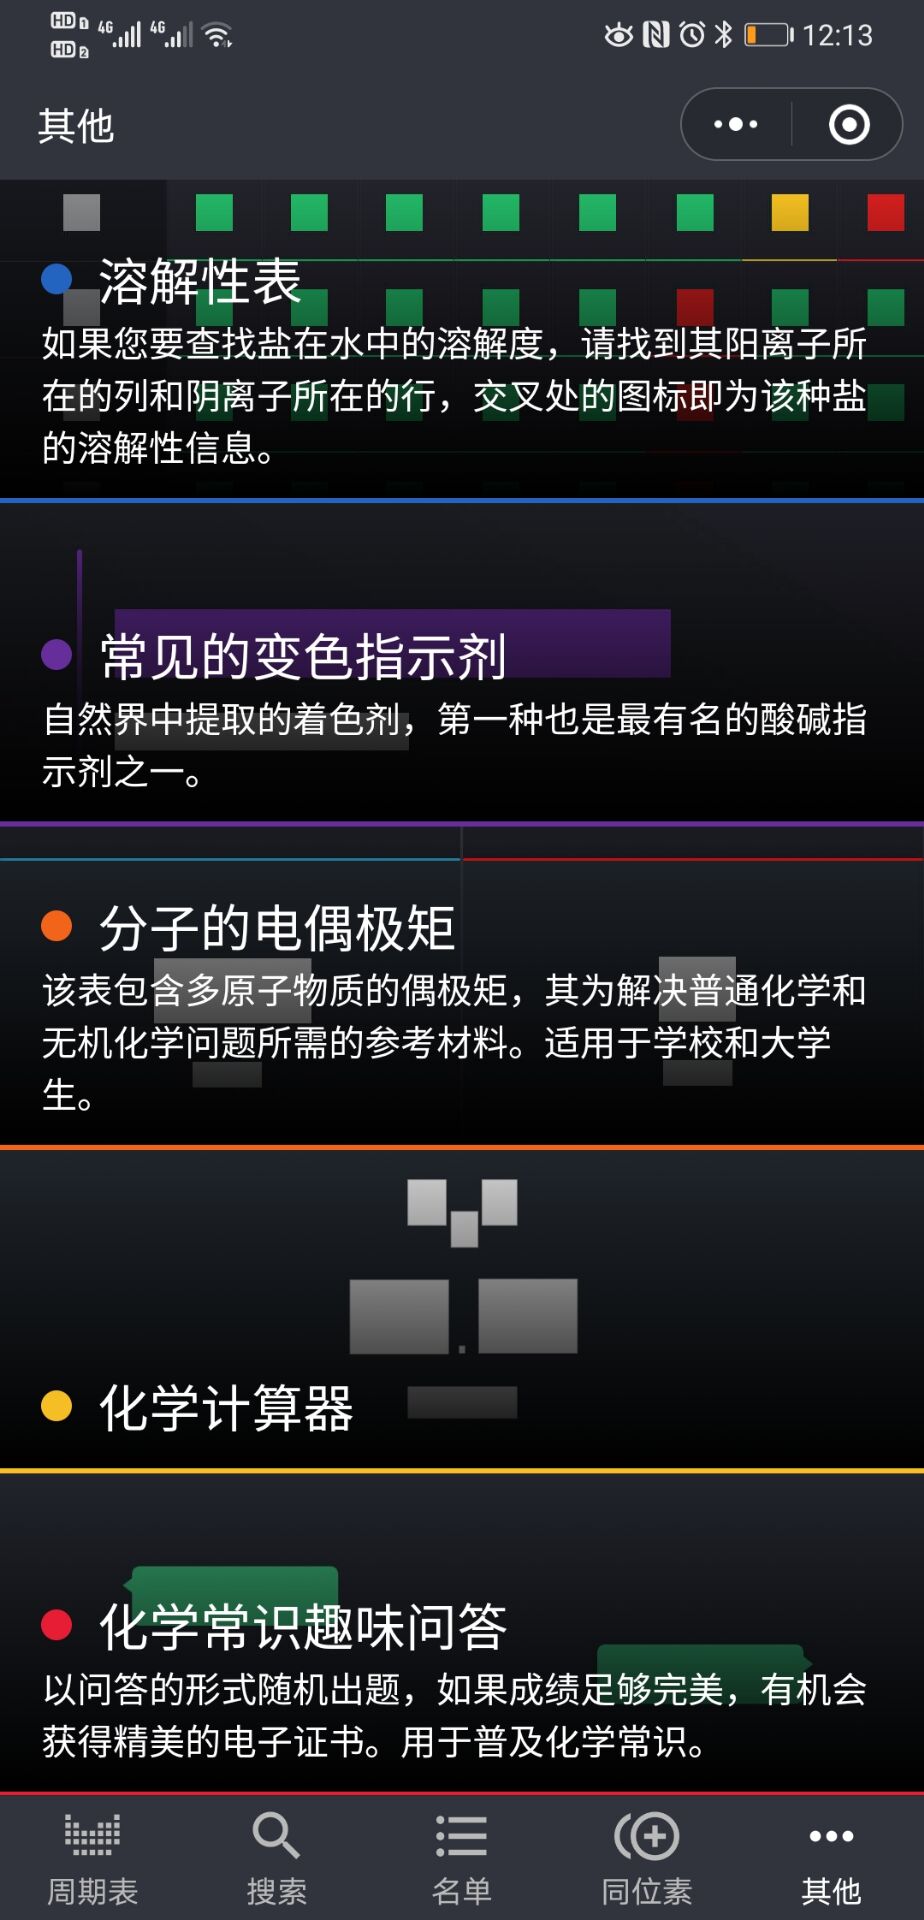 HD 1 4G 4G 12:13
HD 2
其他
溶解性表
如果您要查找盐在水中的溶解度，请找到其阳离子所
在的列和阴离子所在的行，交叉处的图标即为该种盐
的溶解性信息。
常见的变色指示剂
自然界中提取的着色剂，第一种也是最有名的酸碱指
示剂之一。
分子的电偶极矩
该表包含多原子物质的偶极矩，其为解决普通化学和
无机化学问题所需的参考材料。适用于学校和大学
生。
化学计算器
化学常识趣味问答
以问答的形式随机出题，如果成绩足够完美，有机会
获得精美的电子证书。用于普及化学常识。
周期表 搜索 名单 同位素 其他